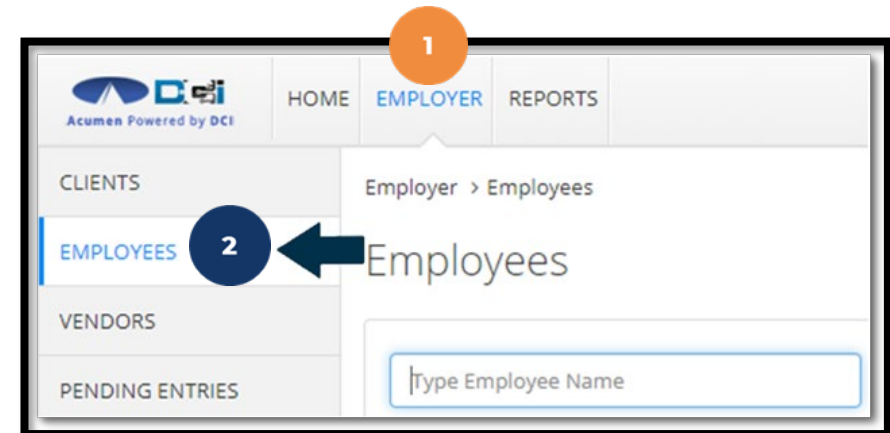 1
DCi
Acumen Powered by DCI
HOME EMPLOYER REPORTS
CLIENTS
Employer > Employees
EMPLOYEES 2
Employees
VENDORS
Type Employee Name
PENDING ENTRIES